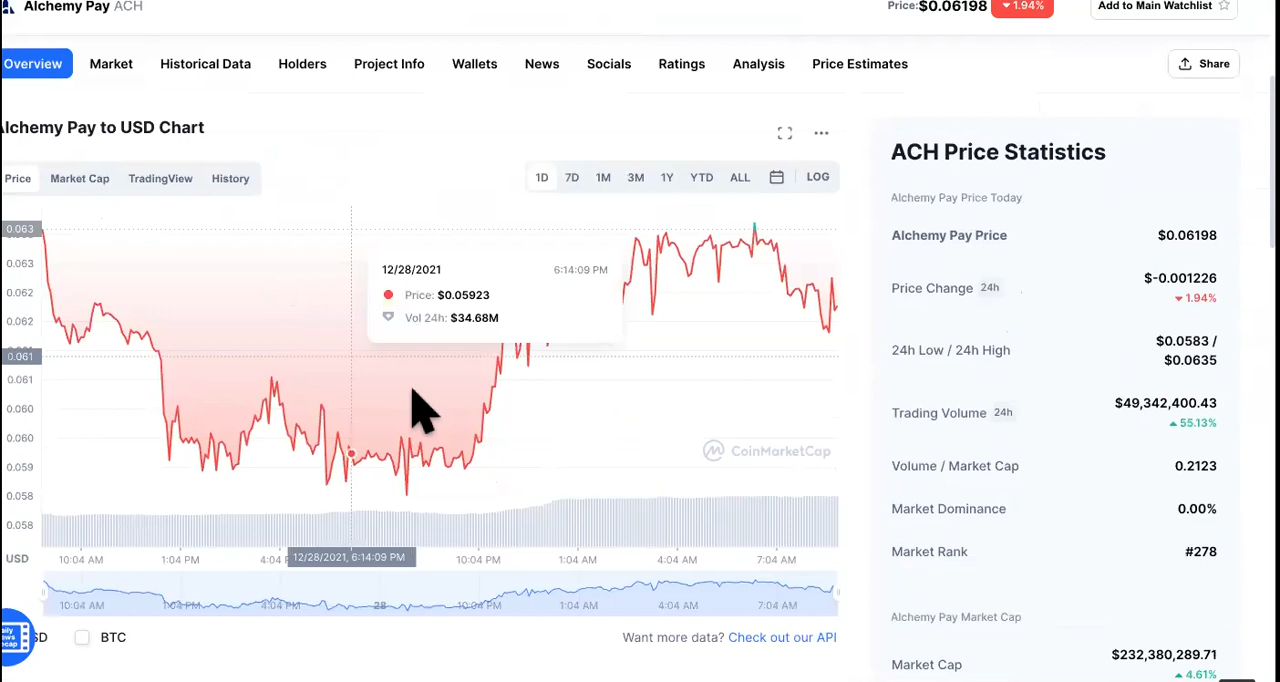 Alchemy Pay ACH
Price:$0.06198 1.94%
Add to Main Watchlist
Overview Market Historical Data Holders Project Info Wallets News Socials Ratings Analysis Price Estimates
Share
lchemy Pay to USD Chart
Price Market Cap TradingView History
1D 7D 1M 3M 1Y YTD ALL LOG
0.063
0.063
0.062
0.062
0.061
0.061
0.060
0.060
0.059
0.058
0.058
12/28/2021 6:14:09 PM
Price: $0.05923
Vol 24h: $34.68M
CoinMarketCap
USD
10:04 AM 1:04 PM 4:04 12/28/2021, 6:14:09 PM 10:04 PM 1:04 AM 4:04 AM 7:04 AM
10:04 AM 1:04 PM 4:04 PM 28 10:04 PM 1:04 AM 4:04 AM 7:04 AM
SD BTC
Want more data? Check out our API
ACH Price Statistics
Alchemy Pay Price Today
Alchemy Pay Price $0.06198
Price Change 24h $-0.001226
1.94%
24h Low / 24h High $0.0583 /
$0.0635
Trading Volume 24h $49,342,400.43
55.13%
Volume / Market Cap 0.2123
Market Dominance 0.00%
Market Rank #278
Alchemy Pay Market Cap
Market Cap $232,380,289.71
4.61%